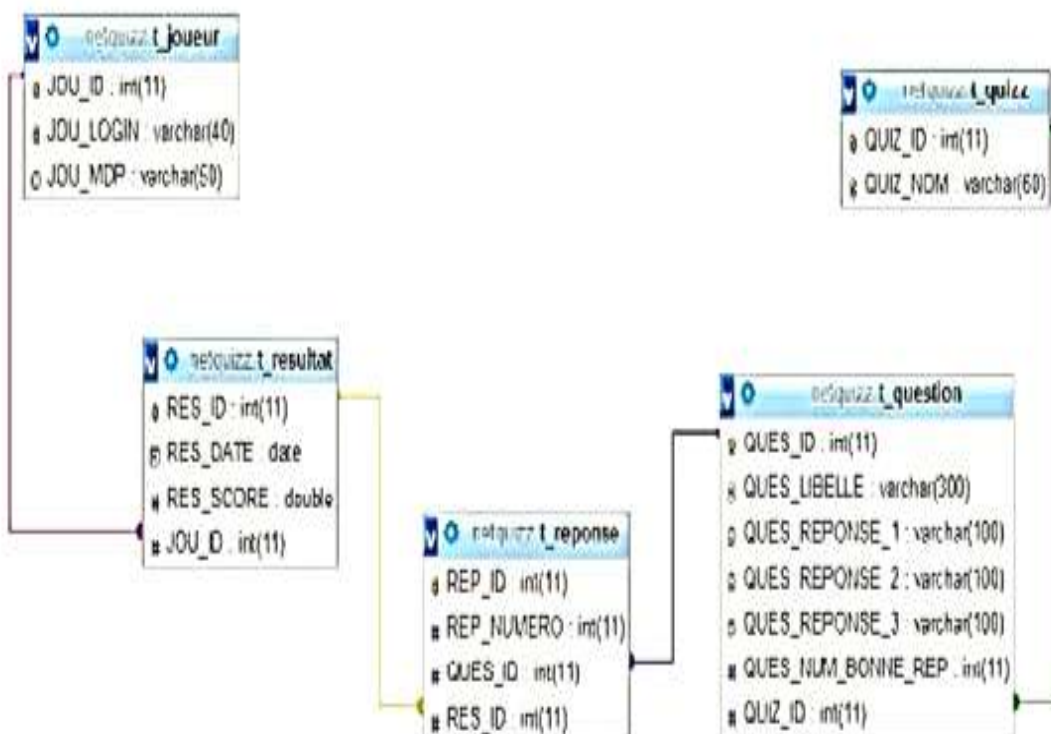 netquizz.t_joueur
JOU_ID : int(11)
JOU_LOGIN : varchar(40)
JOU_MDP : varchar(50)
netquizz.t_quizz
QUIZ_ID : int(11)
QUIZ_NOM : varchar(60)
netquizz.t_resultat
RES_ID : int(11)
RES_DATE : date
RES_SCORE : double
JOU_ID : int(11)
netquizz.t_reponse
REP_ID : int(11)
REP_NUMERO : int(11)
QUES_ID : int(11)
RES_ID : int(11)
netquizz.t_question
QUES_ID : int(11)
QUES_LIBELLE : varchar(300)
QUES_REPONSE_1 : varchar(100)
QUES_REPONSE_2 : varchar(100)
QUES_REPONSE_3 : varchar(100)
QUES_NUM_BONNE_REP : int(11)
QUIZ_ID : int(11)